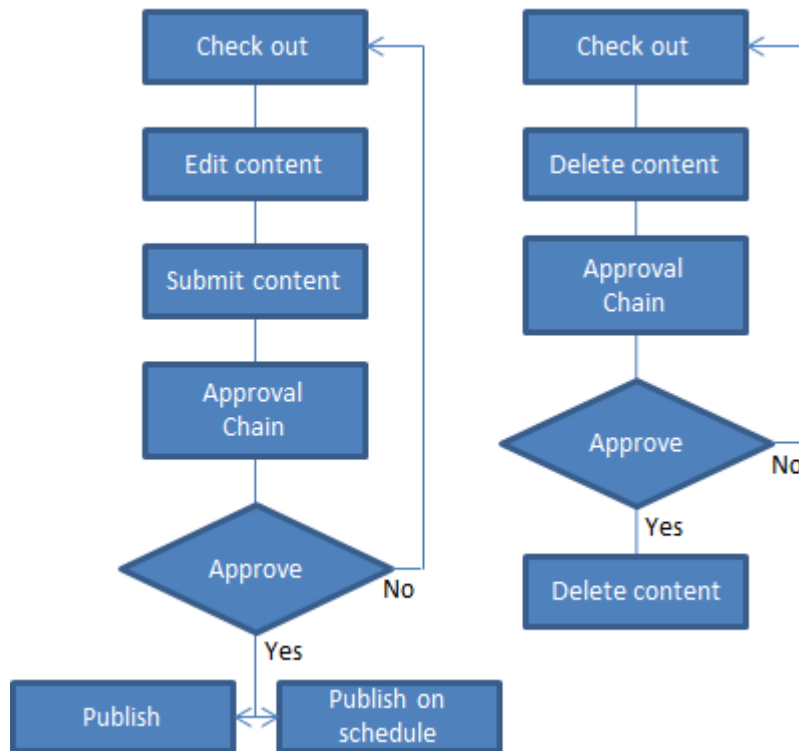 Check out
Edit content
Submit content
Approval
Chain
Approve
No
Yes
Publish
Publish on
schedule
Check out
Delete content
Approval
Chain
Approve
No
Yes
Delete content